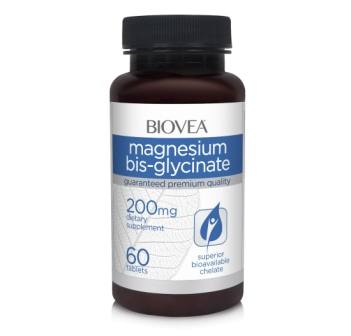 BIOVEA
magnesium
bis-glycinate
guaranteed premium quality
200mg
dietary
supplement
60
tablets
superior
bioavailable
chelate